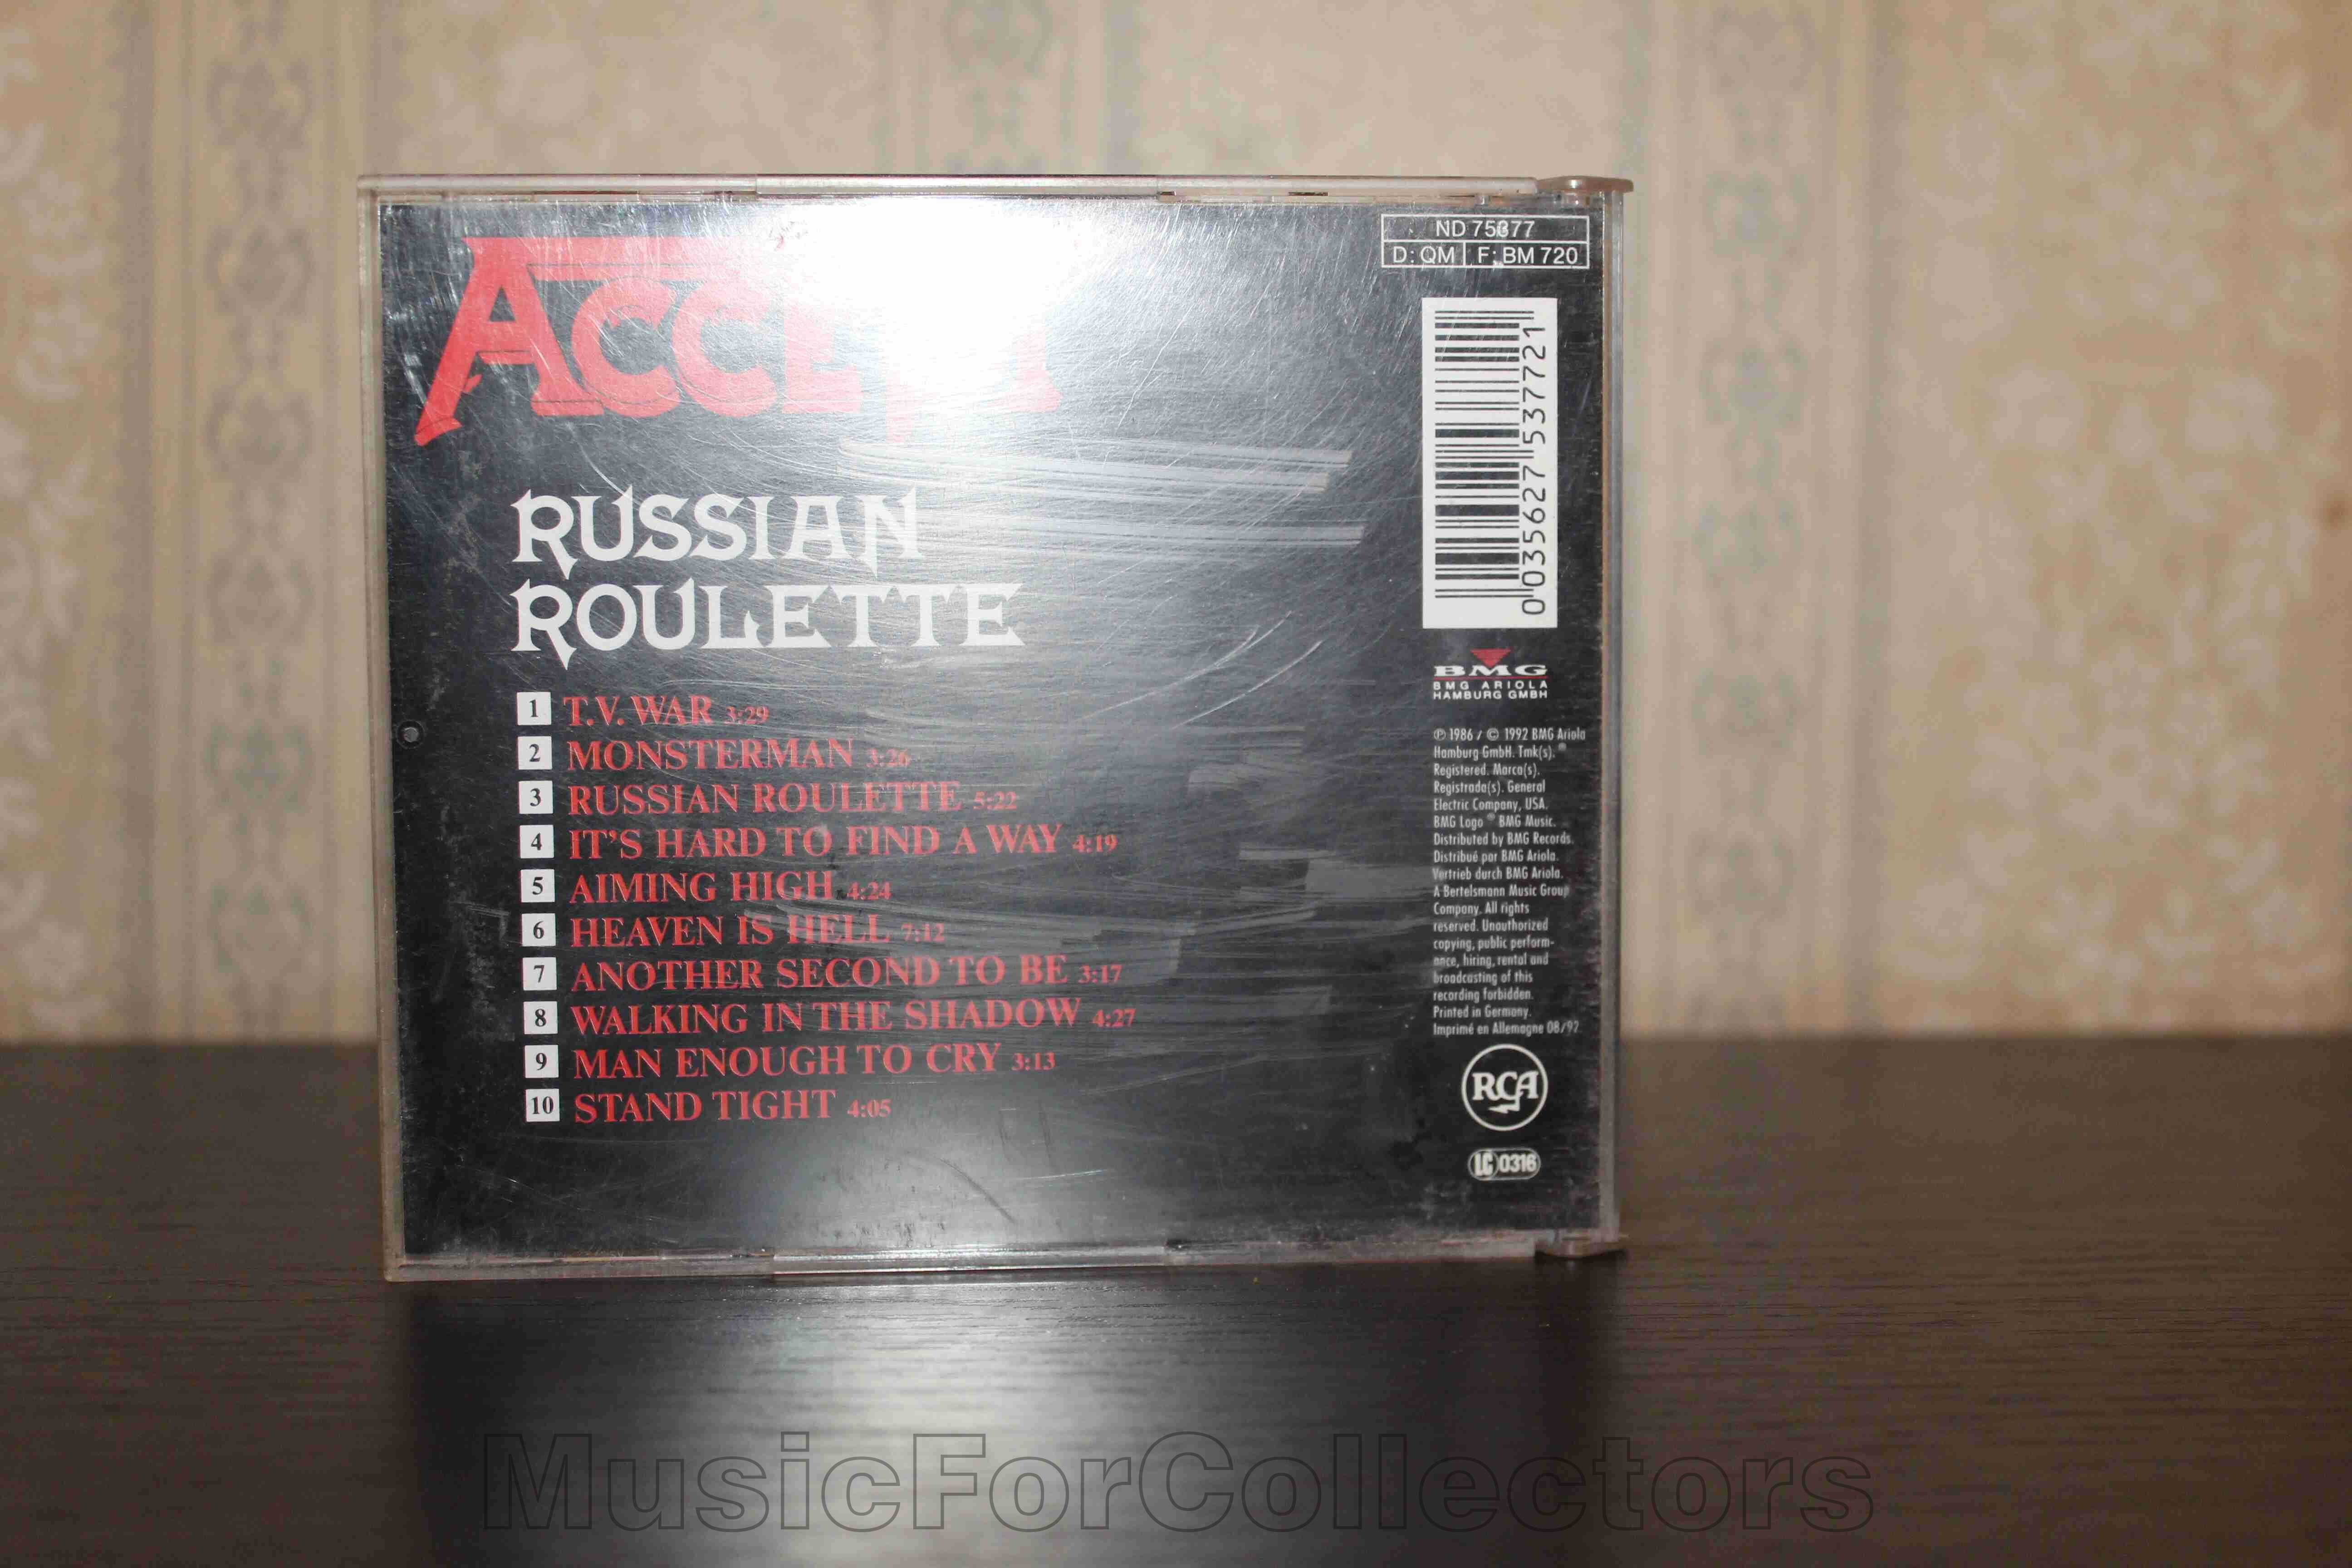 ACCEPT
ND 75377
D: QM F: BM 720
0 035627 537721
RUSSIAN
ROULETTE
1 T.V. WAR 3:29
2 MONSTERMAN 3:26
3 RUSSIAN ROULETTE 5:22
4 IT'S HARD TO FIND A WAY 4:19
5 AIMING HIGH 4:24
6 HEAVEN IS HELL 7:12
7 ANOTHER SECOND TO BE 3:17
8 WALKING IN THE SHADOW 4:27
9 MAN ENOUGH TO CRY 3:13
10 STAND TIGHT 4:05
BMG
BMG ARIOLA
HAMBURG GMBH
℗ 1986 / © 1992 BMG Ariola
Hamburg GmbH. Tmk(s). ®
Registered. Marca(s).
Registrada(s). General
Electric Company, USA.
BMG Logo ® BMG Music.
Distributed by BMG Records.
Distribué par BMG Ariola.
Vertrieb durch BMG Ariola.
A Bertelsmann Music Group
Company. All rights
reserved. Unauthorized
copying, public perform-
ance, hiring, rental and
broadcasting of this
recording forbidden.
Printed in Germany.
Imprimé en Allemagne 08/92
RCA
LC 0316
MusicForCollectors